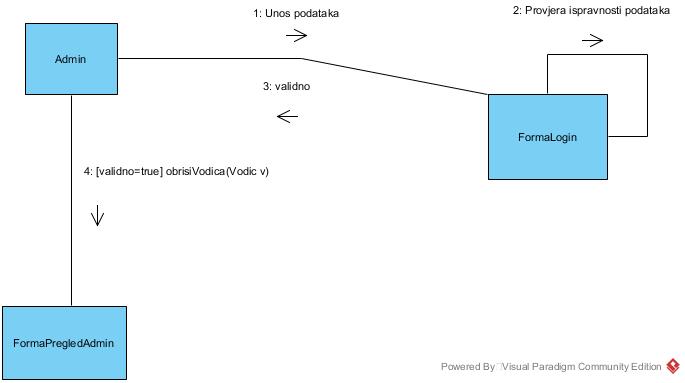 2: Provjera ispravnosti podataka
1: Unos podataka
Admin
3: validno
FormaLogin
4: [validno=true] obrisiVodica(Vodic v)
FormaPregledAdmin
Powered By Visual Paradigm Community Edition